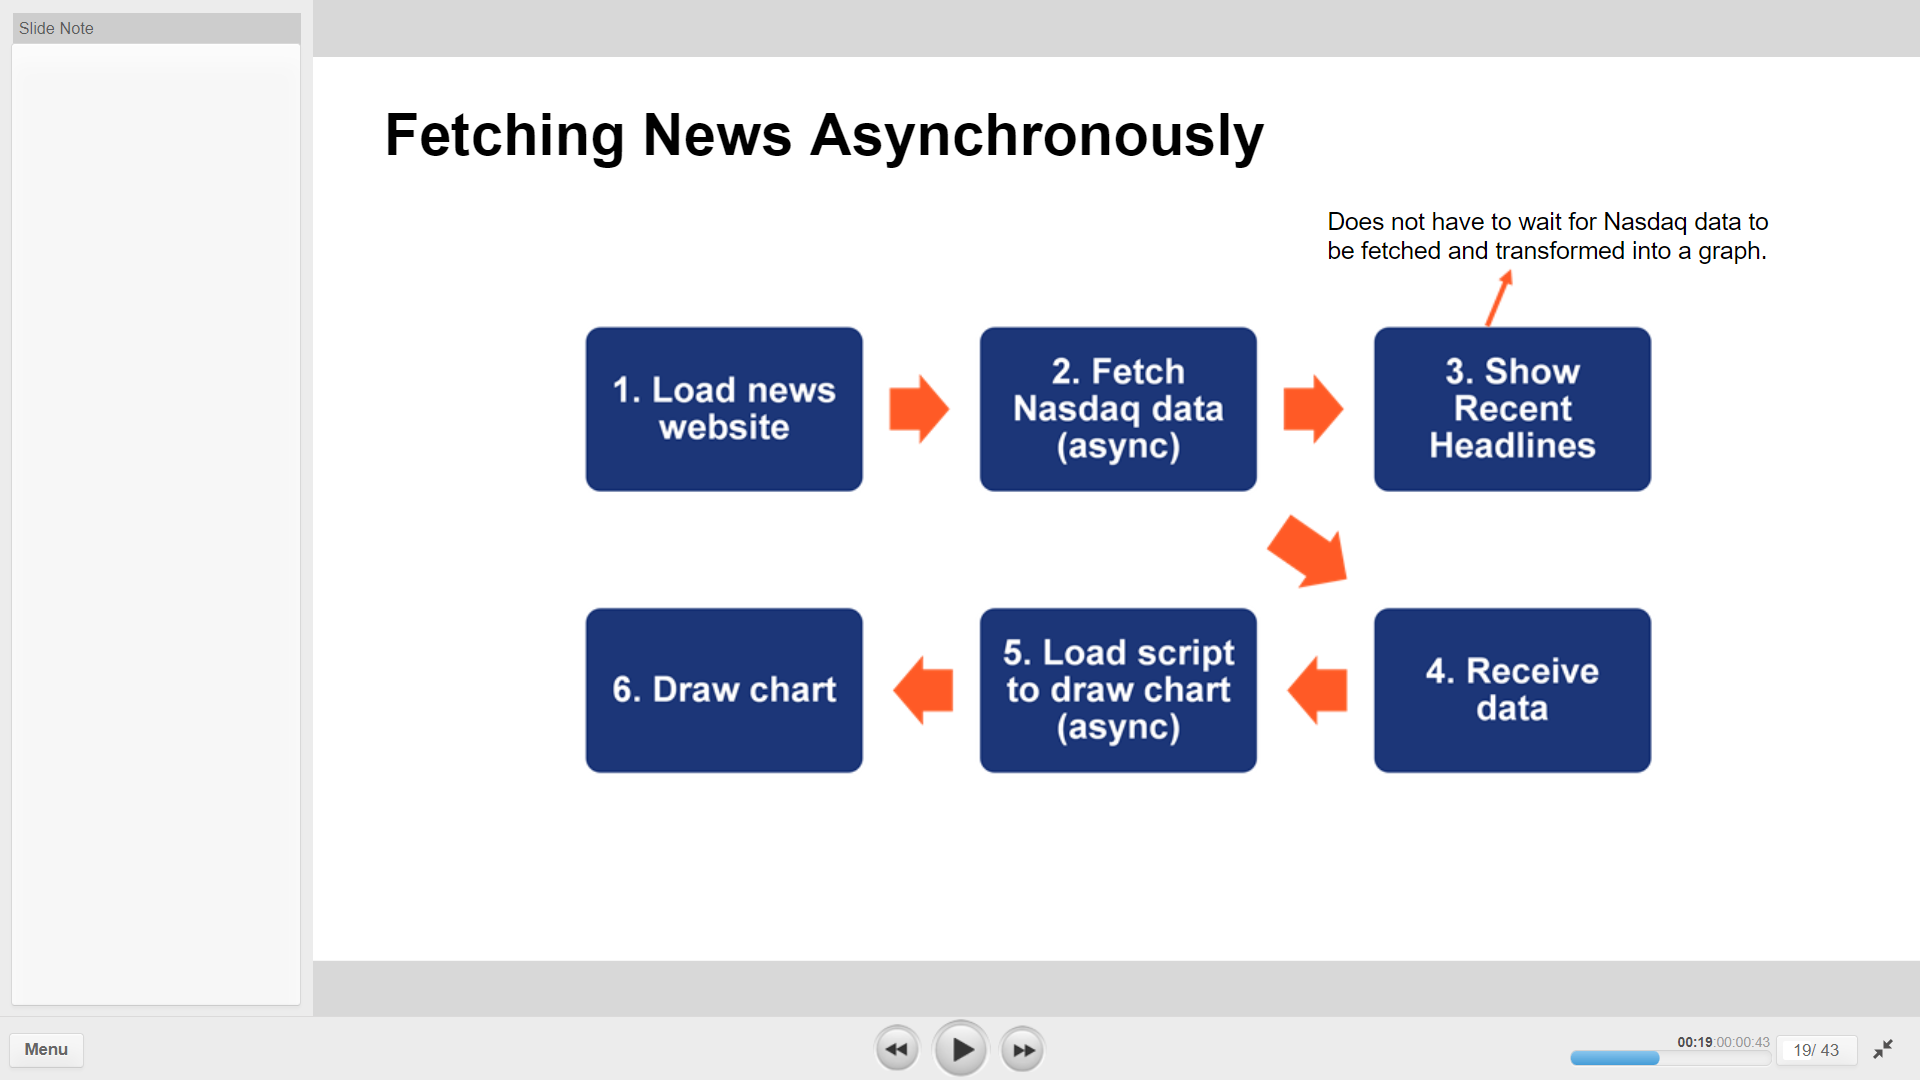 Slide Note
Fetching News Asynchronously
Does not have to wait for Nasdaq data to
be fetched and transformed into a graph.
1. Load news
website
2. Fetch
Nasdaq data
(async)
3. Show
Recent
Headlines
6. Draw chart
5. Load script
to draw chart
(async)
4. Receive
data
Menu
00:19:00:00:43
19/ 43